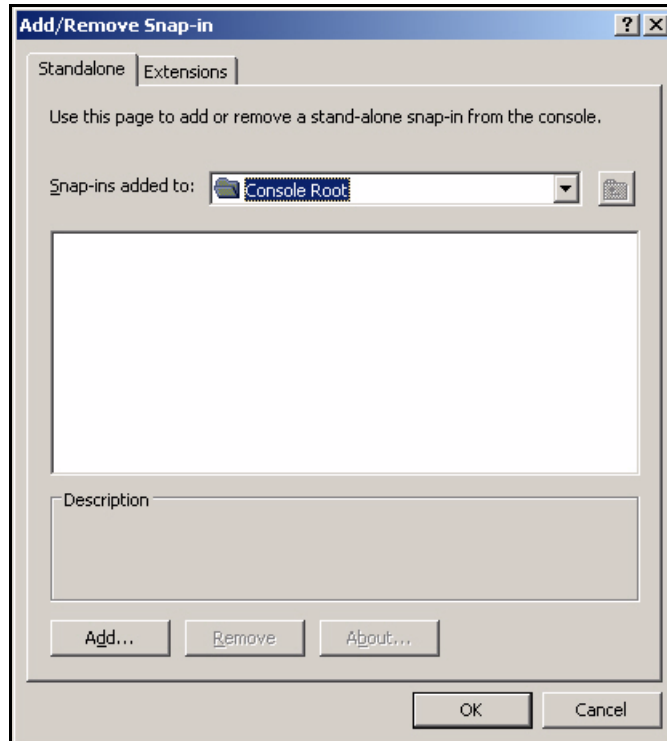 Add/Remove Snap-in
Standalone Extensions
Use this page to add or remove a stand-alone snap-in from the console.
Snap-ins added to: Console Root
Description
Add... Remove About...
OK Cancel